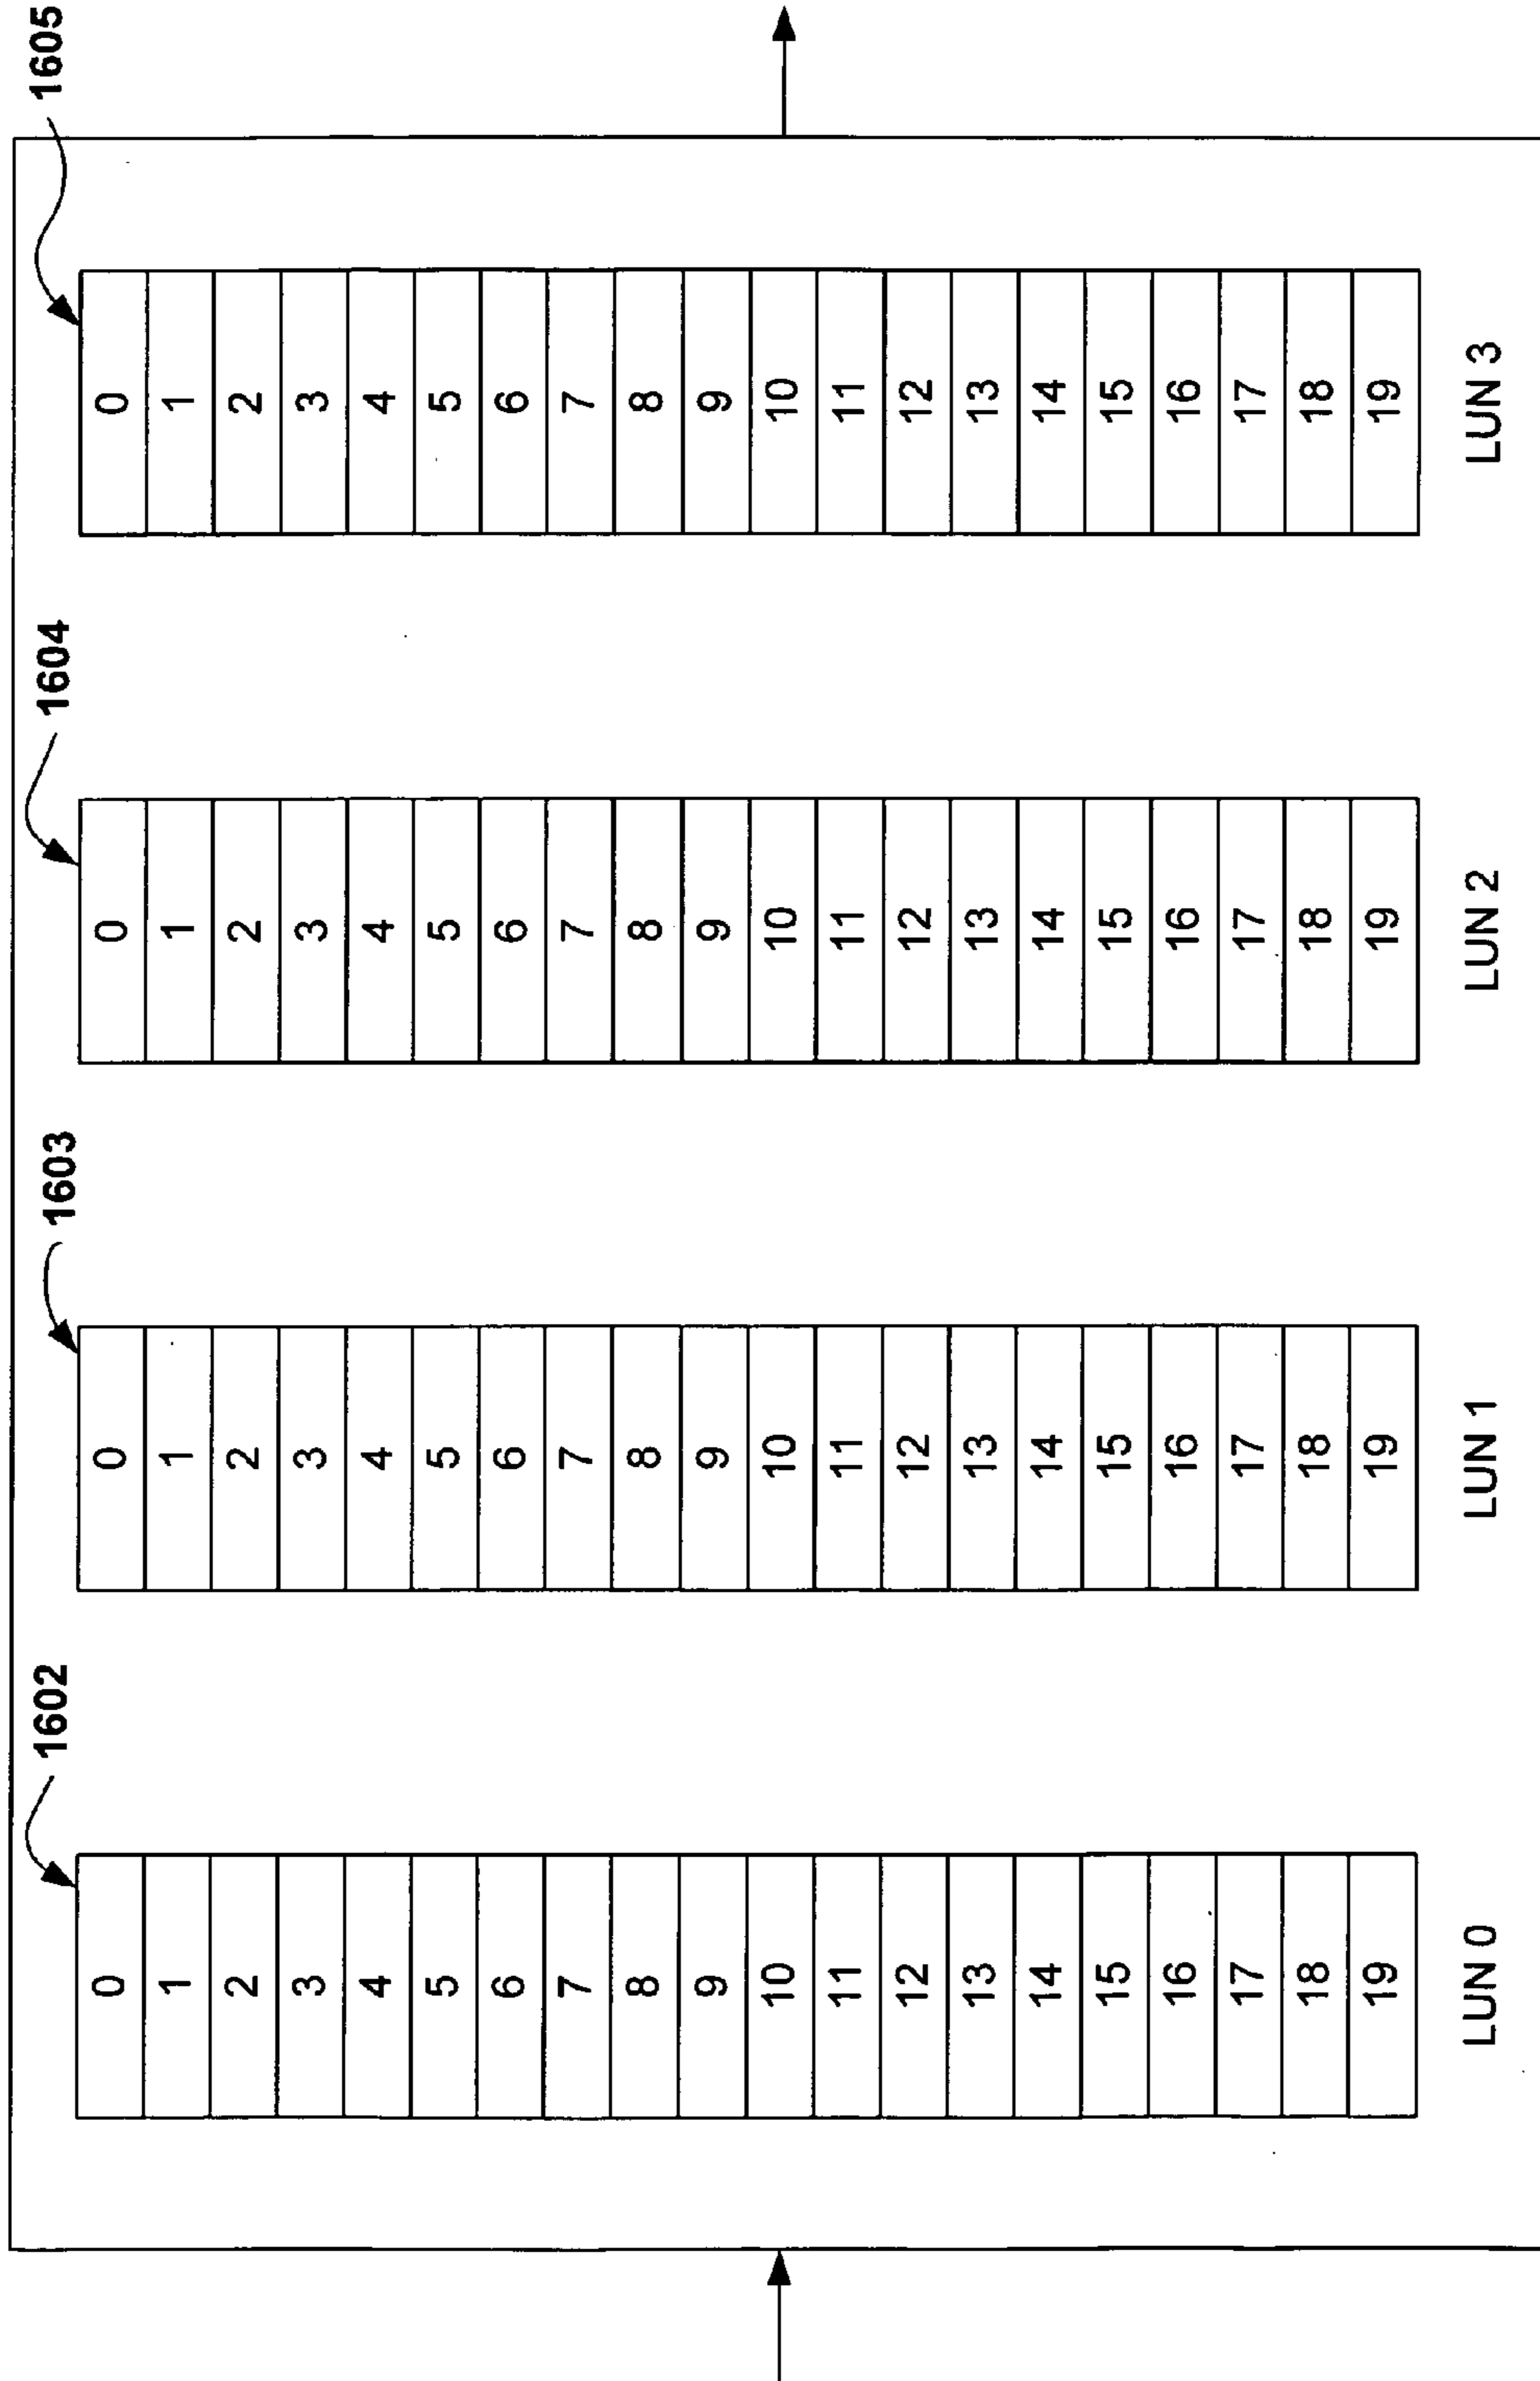 1602 1603 1604 1605
0 0 0 0
1 1 1 1
2 2 2 2
3 3 3 3
4 4 4 4
5 5 5 5
6 6 6 6
7 7 7 7
8 8 8 8
9 9 9 9
10 10 10 10
11 11 11 11
12 12 12 12
13 13 13 13
14 14 14 14
15 15 15 15
16 16 16 16
17 17 17 17
18 18 18 18
19 19 19 19
LUN 0 LUN 1 LUN 2 LUN 3